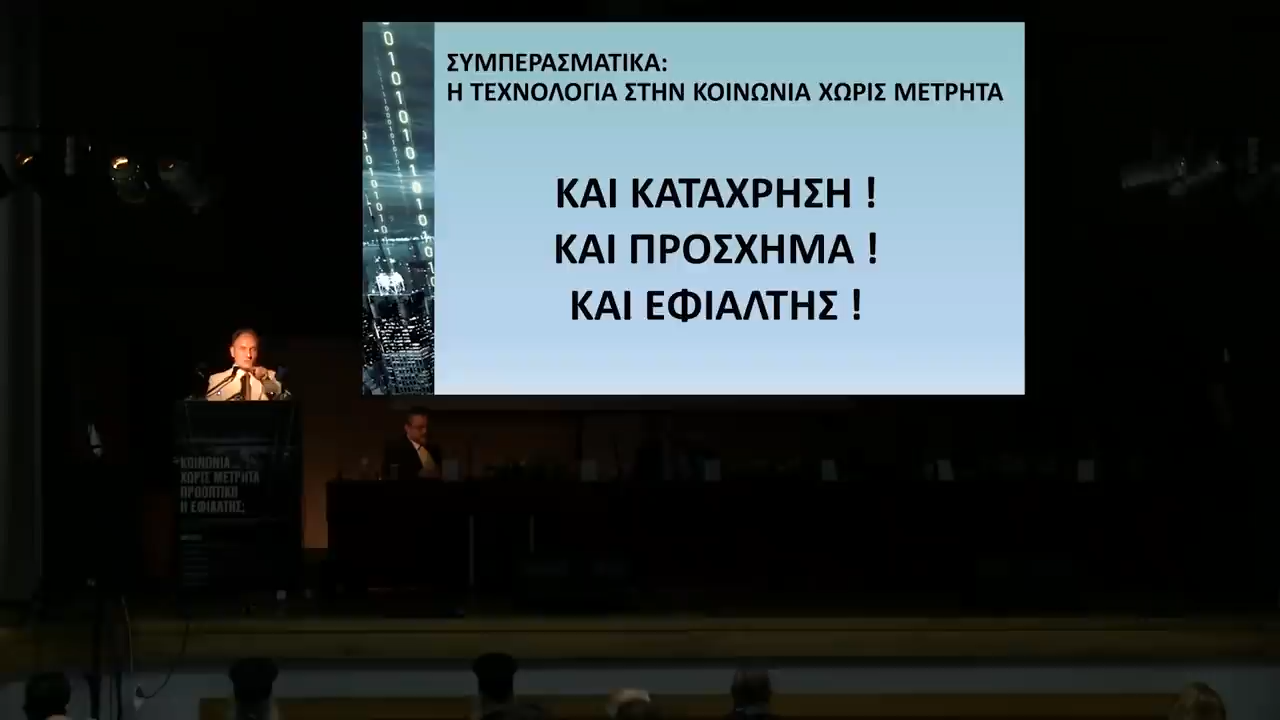 ΣΥΜΠΕΡΑΣΜΑΤΙΚΑ:
Η ΤΕΧΝΟΛΟΓΙΑ ΣΤΗΝ ΚΟΙΝΩΝΙΑ ΧΩΡΙΣ ΜΕΤΡΗΤΑ
ΚΑΙ ΚΑΤΑΧΡΗΣΗ !
ΚΑΙ ΠΡΟΣΧΗΜΑ !
ΚΑΙ ΕΦΙΑΛΤΗΣ !
ΚΟΙΝΩΝΙΑ
ΧΩΡΙΣ ΜΕΤΡΗΤΑ
ΠΡΟΟΠΤΙΚΗ
Η ΕΦΙΑΛΤΗΣ;